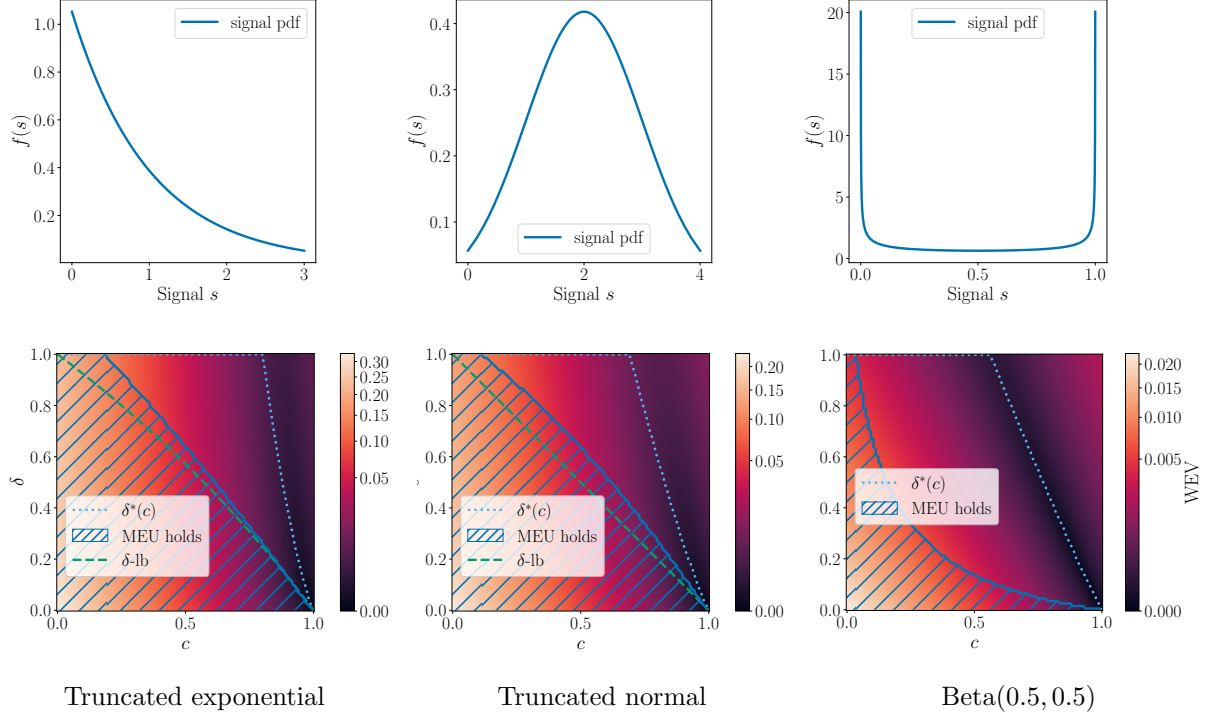 1.0
0.8
0.6
0.4
0.2
f(s)
0
1
2
3
Signal s
signal pdf
0.4
0.3
0.2
0.1
f(s)
0
2
4
Signal s
signal pdf
20
15
10
5
0
f(s)
0.0
0.5
1.0
Signal s
signal pdf
1.0
0.8
0.6
0.4
0.2
0.0
δ
0.0
0.5
1.0
c
δ*(c)
MEU holds
δ-lb
0.30
0.25
0.20
0.15
0.10
0.05
0.00
1.0
0.8
0.6
0.4
0.2
0.0
0.0
0.5
1.0
c
δ*(c)
MEU holds
δ-lb
0.20
0.15
0.10
0.05
0.00
1.0
0.8
0.6
0.4
0.2
0.0
0.0
0.5
1.0
c
δ*(c)
MEU holds
0.020
0.015
0.010
0.005
0.000
WEV
Truncated exponential
Truncated normal
Beta(0.5, 0.5)